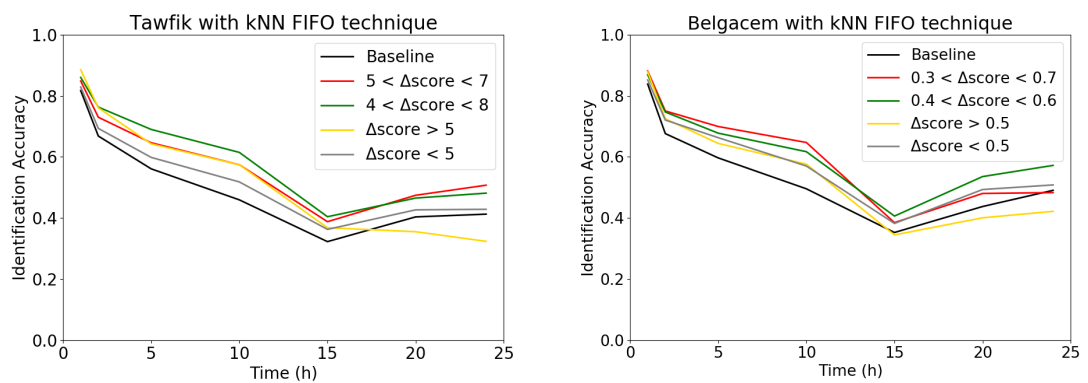 Tawfik with kNN FIFO technique
Identification Accuracy
1.0
0.8
0.6
0.4
0.2
0.0
Baseline
5 < Δscore < 7
4 < Δscore < 8
Δscore > 5
Δscore < 5
0 5 10 15 20 25
Time (h)
Belgacem with kNN FIFO technique
Identification Accuracy
1.0
0.8
0.6
0.4
0.2
0.0
Baseline
0.3 < Δscore < 0.7
0.4 < Δscore < 0.6
Δscore > 0.5
Δscore < 0.5
0 5 10 15 20 25
Time (h)